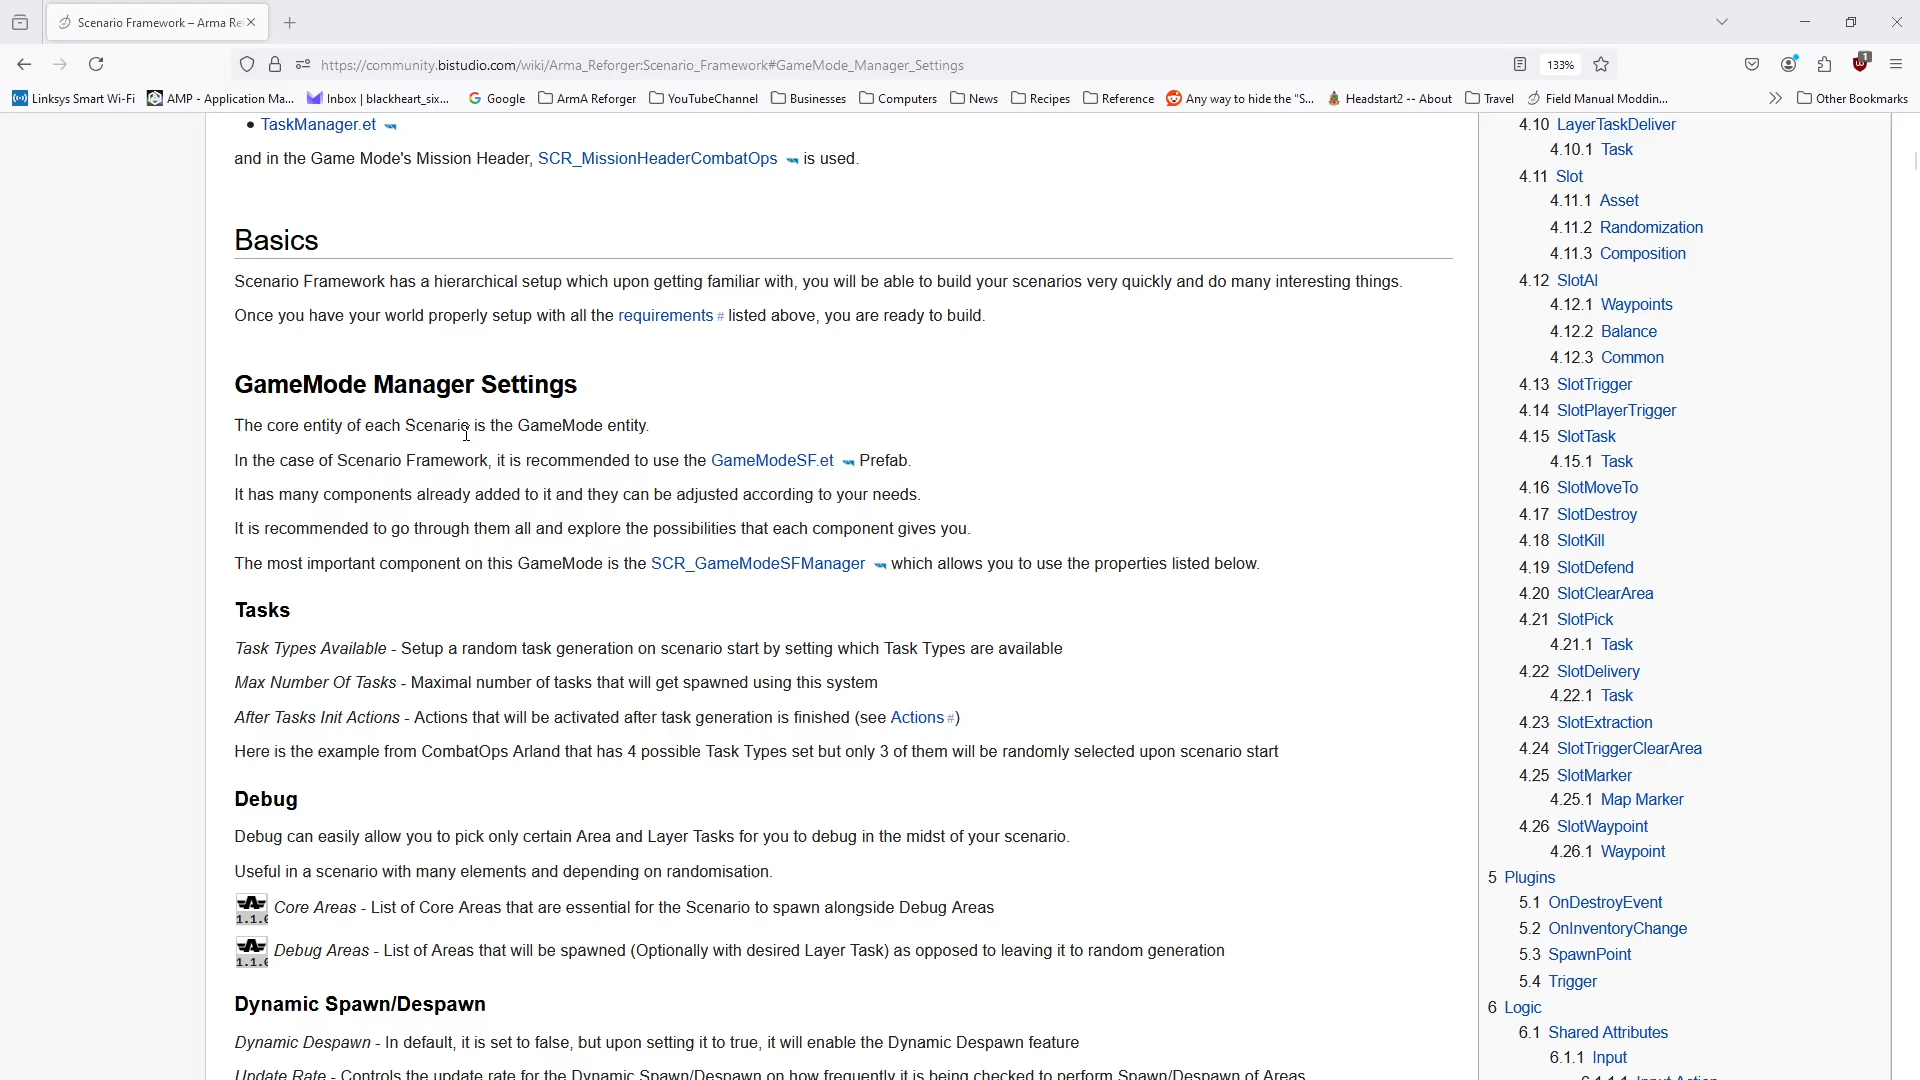 Scenario Framework – Arma Re
https://community.bistudio.com/wiki/Arma_Reforger:Scenario_Framework#GameMode_Manager_Settings
133%
1
Linksys Smart Wi-Fi
AMP - Application Ma...
Inbox | blackheart_six...
Google
ArmA Reforger
YouTubeChannel
Businesses
Computers
News
Recipes
Reference
Any way to hide the "S...
Headstart2 -- About
Travel
Field Manual Moddin...
Other Bookmarks
TaskManager.et
and in the Game Mode's Mission Header, SCR_MissionHeaderCombatOps is used.
Basics
Scenario Framework has a hierarchical setup which upon getting familiar with, you will be able to build your scenarios very quickly and do many interesting things.
Once you have your world properly setup with all the requirements # listed above, you are ready to build.
GameMode Manager Settings
The core entity of each Scenario is the GameMode entity.
In the case of Scenario Framework, it is recommended to use the GameModeSF.et Prefab.
It has many components already added to it and they can be adjusted according to your needs.
It is recommended to go through them all and explore the possibilities that each component gives you.
The most important component on this GameMode is the SCR_GameModeSFManager which allows you to use the properties listed below.
Tasks
Task Types Available - Setup a random task generation on scenario start by setting which Task Types are available
Max Number Of Tasks - Maximal number of tasks that will get spawned using this system
After Tasks Init Actions - Actions that will be activated after task generation is finished (see Actions #)
Here is the example from CombatOps Arland that has 4 possible Task Types set but only 3 of them will be randomly selected upon scenario start
Debug
Debug can easily allow you to pick only certain Area and Layer Tasks for you to debug in the midst of your scenario.
Useful in a scenario with many elements and depending on randomisation.
1.1.0 Core Areas - List of Core Areas that are essential for the Scenario to spawn alongside Debug Areas
1.1.0 Debug Areas - List of Areas that will be spawned (Optionally with desired Layer Task) as opposed to leaving it to random generation
Dynamic Spawn/Despawn
Dynamic Despawn - In default, it is set to false, but upon setting it to true, it will enable the Dynamic Despawn feature
Update Rate - Controls the update rate for the Dynamic Spawn/Despawn on how frequently it is being checked to perform Spawn/Despawn of Areas
4.10 LayerTaskDeliver
4.10.1 Task
4.11 Slot
4.11.1 Asset
4.11.2 Randomization
4.11.3 Composition
4.12 SlotAI
4.12.1 Waypoints
4.12.2 Balance
4.12.3 Common
4.13 SlotTrigger
4.14 SlotPlayerTrigger
4.15 SlotTask
4.15.1 Task
4.16 SlotMoveTo
4.17 SlotDestroy
4.18 SlotKill
4.19 SlotDefend
4.20 SlotClearArea
4.21 SlotPick
4.21.1 Task
4.22 SlotDelivery
4.22.1 Task
4.23 SlotExtraction
4.24 SlotTriggerClearArea
4.25 SlotMarker
4.25.1 Map Marker
4.26 SlotWaypoint
4.26.1 Waypoint
5 Plugins
5.1 OnDestroyEvent
5.2 OnInventoryChange
5.3 SpawnPoint
5.4 Trigger
6 Logic
6.1 Shared Attributes
6.1.1 Input
6.1.1.1 Input Action